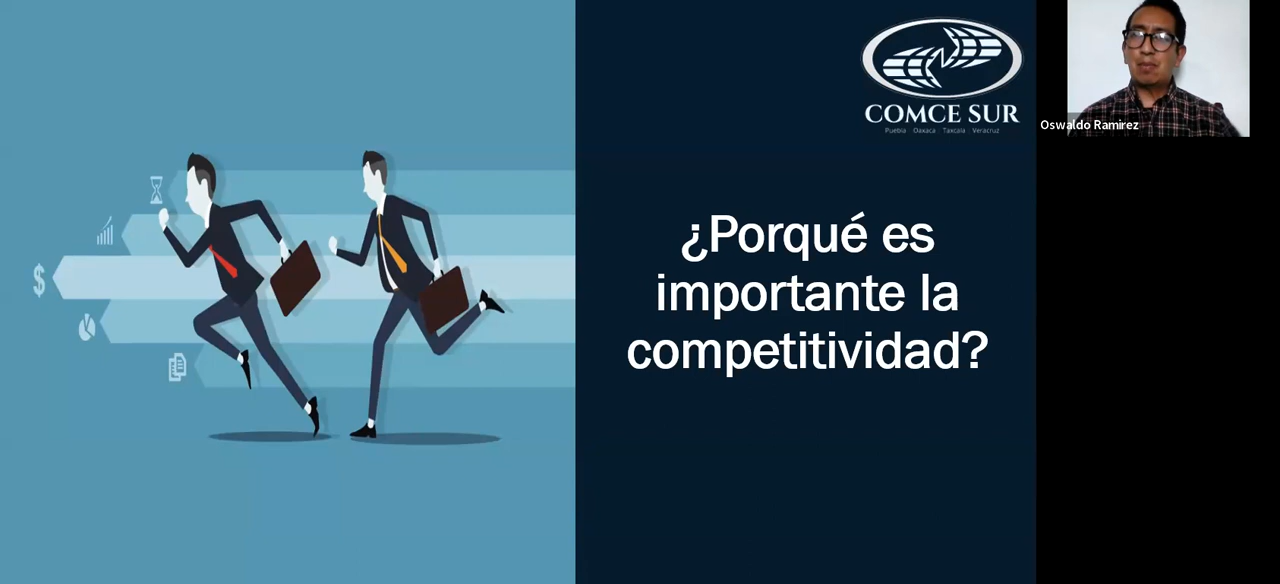 COMCE SUR
Puebla Oaxaca Tlaxcala Veracruz
Oswaldo Ramirez
¿Porqué es
importante la
competitividad?
$